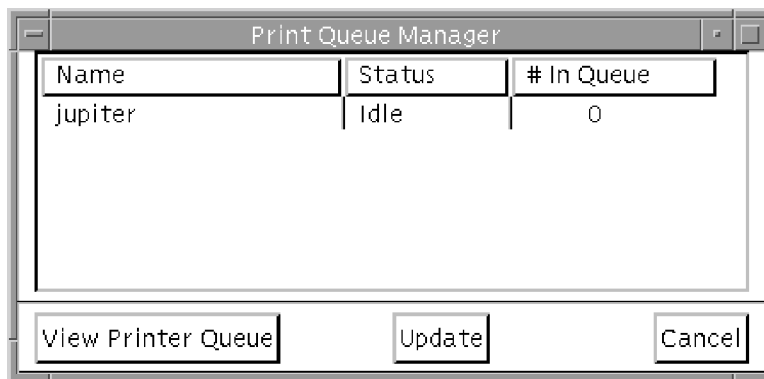 Print Queue Manager
Name Status # In Queue
jupiter Idle 0
View Printer Queue Update Cancel